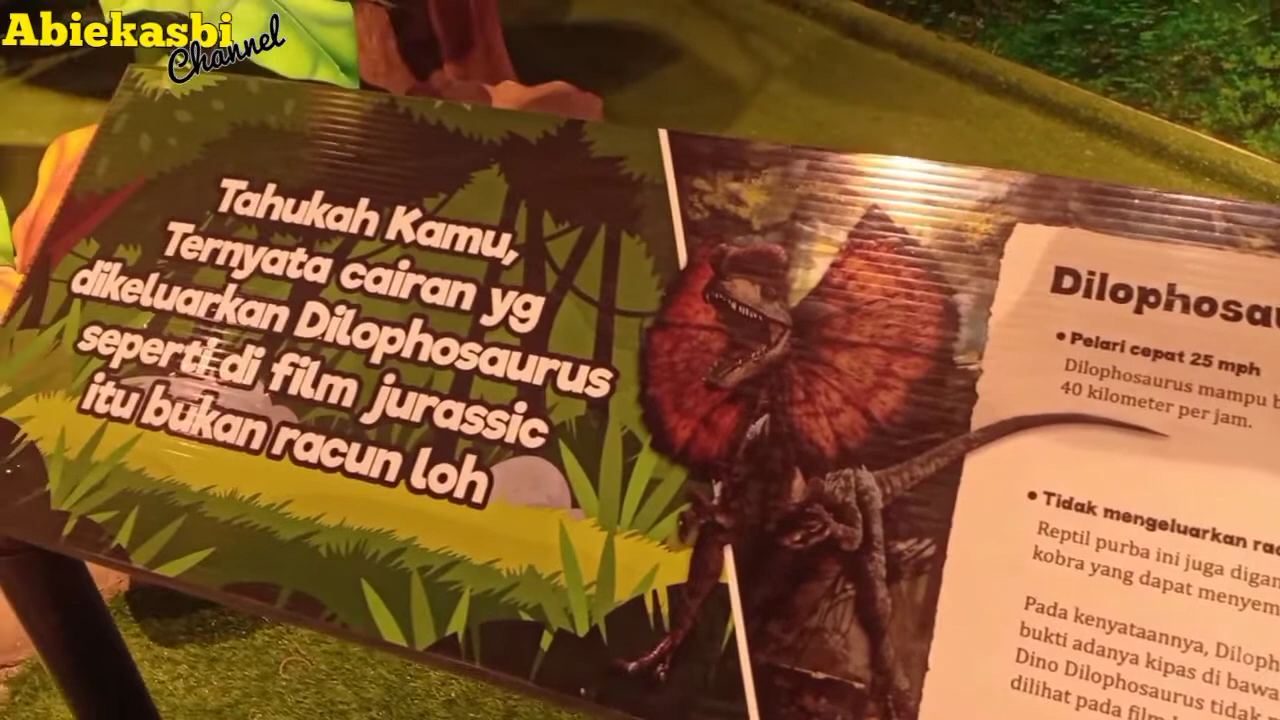 Abiekasbi
Channel
Tahukah Kamu,
Ternyata cairan yg
dikeluarkan Dilophosaurus
seperti di film jurassic
itu bukan racun loh
Dilophosau
• Pelari cepat 25 mph
Dilophosaurus mampu b
40 kilometer per jam.
• Tidak mengeluarkan rac
Reptil purba ini juga digam
kobra yang dapat menyem
Pada kenyataannya, Diloph
bukti adanya kipas di bawa
Dino Dilophosaurus tidak
dilihat pada film